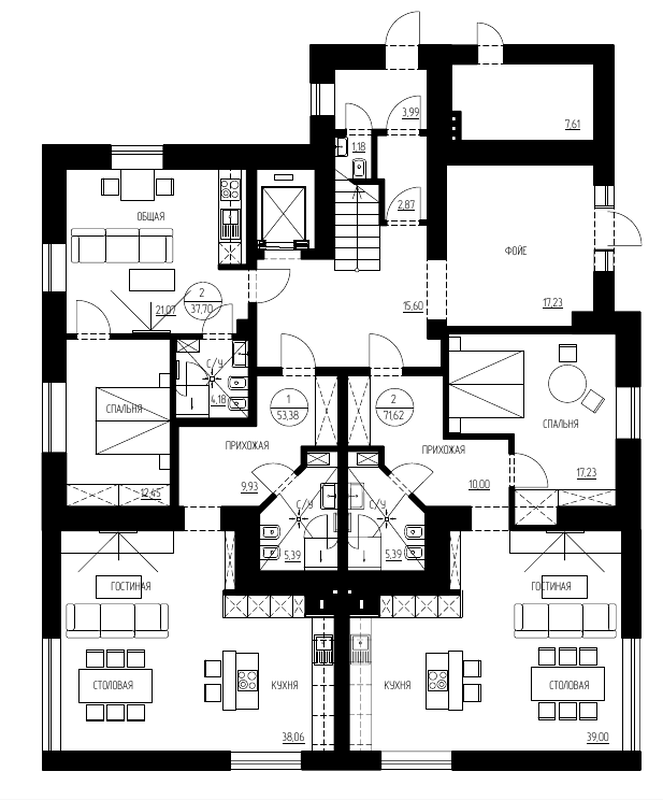 3,99
7,61
1,18
ОБЩАЯ
2,87
ФОЙЕ
21,07
2
37,70
15,60
17,23
С/У
4,18
СПАЛЬНЯ
1
53,38
2
71,62
СПАЛЬНЯ
ПРИХОЖАЯ
ПРИХОЖАЯ
12,45
9,93
10,00
17,23
С/У
С/У
5,39
5,39
ГОСТИНАЯ
ГОСТИНАЯ
СТОЛОВАЯ
КУХНЯ
КУХНЯ
СТОЛОВАЯ
38,06
39,00